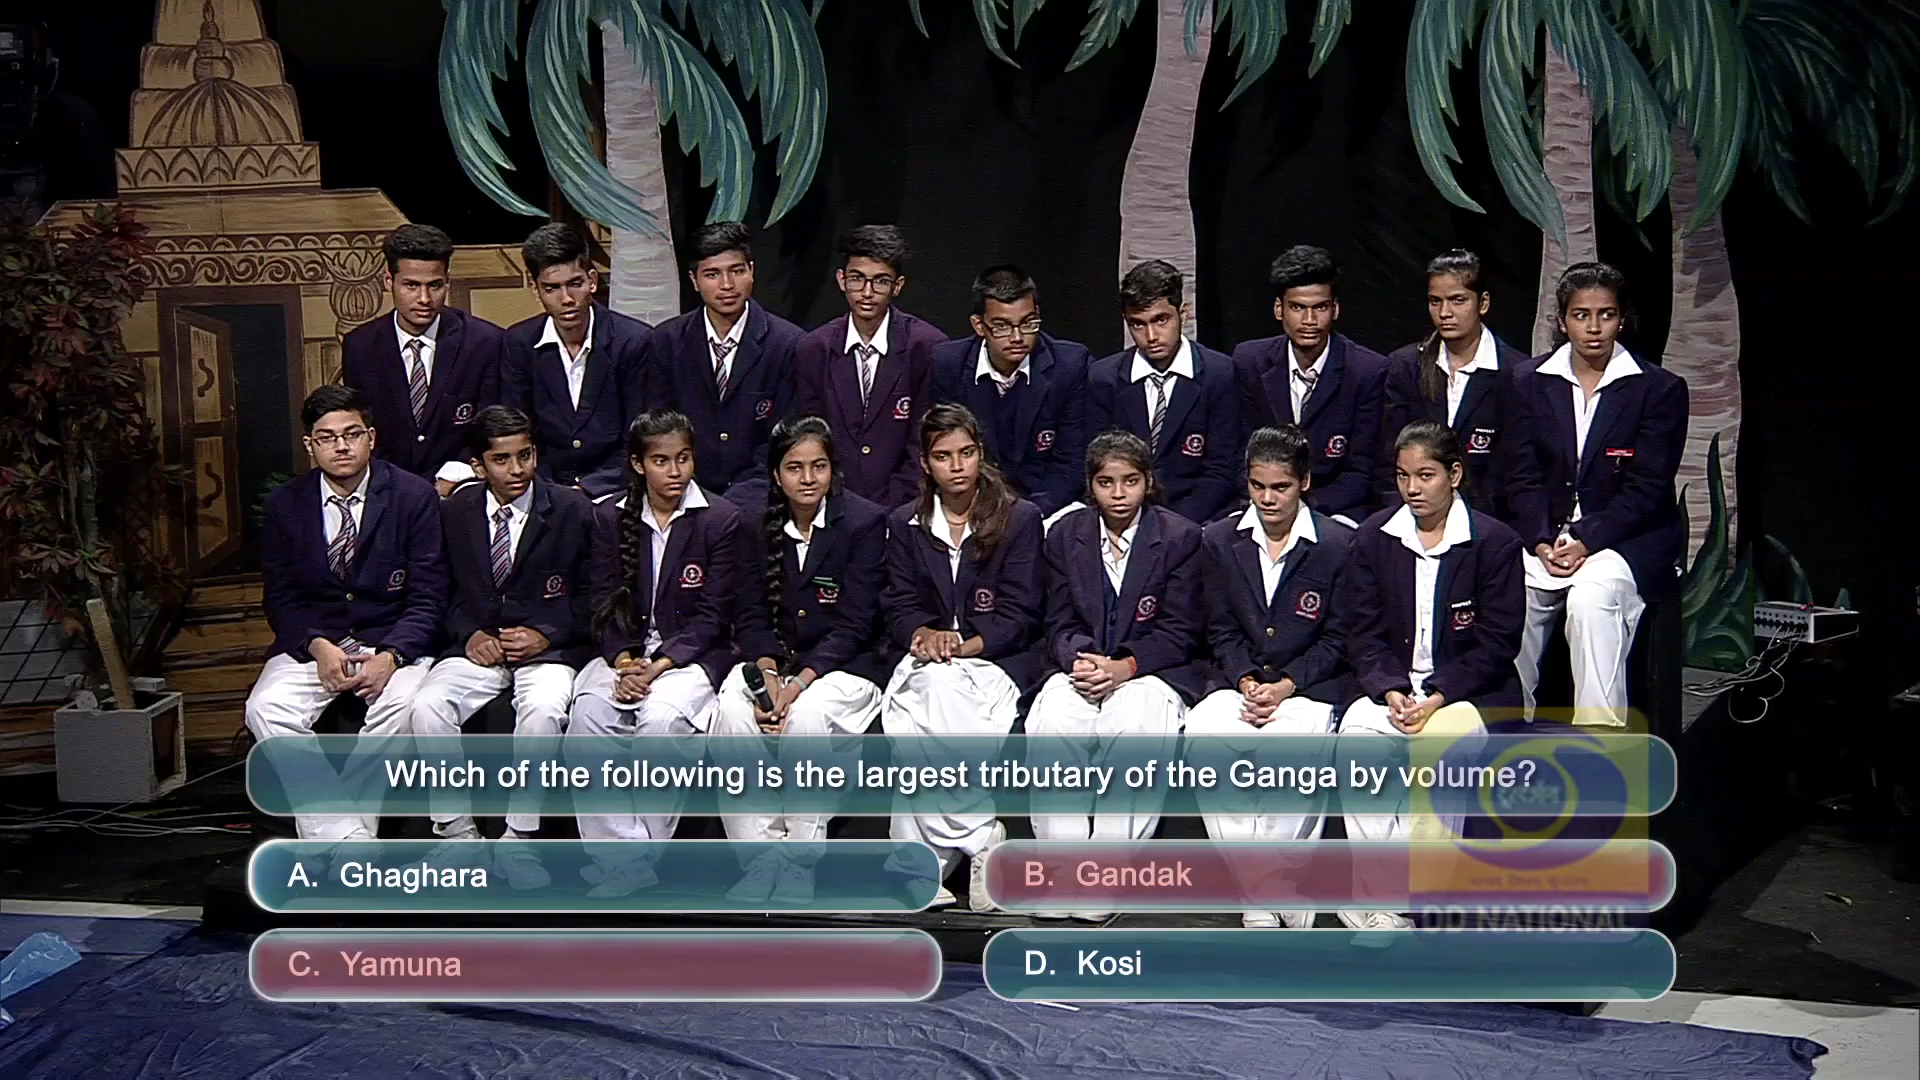 Which of the following is the largest tributary of the Ganga by volume?
A. Ghaghara
B. Gandak
C. Yamuna
D. Kosi
DD NATIONAL